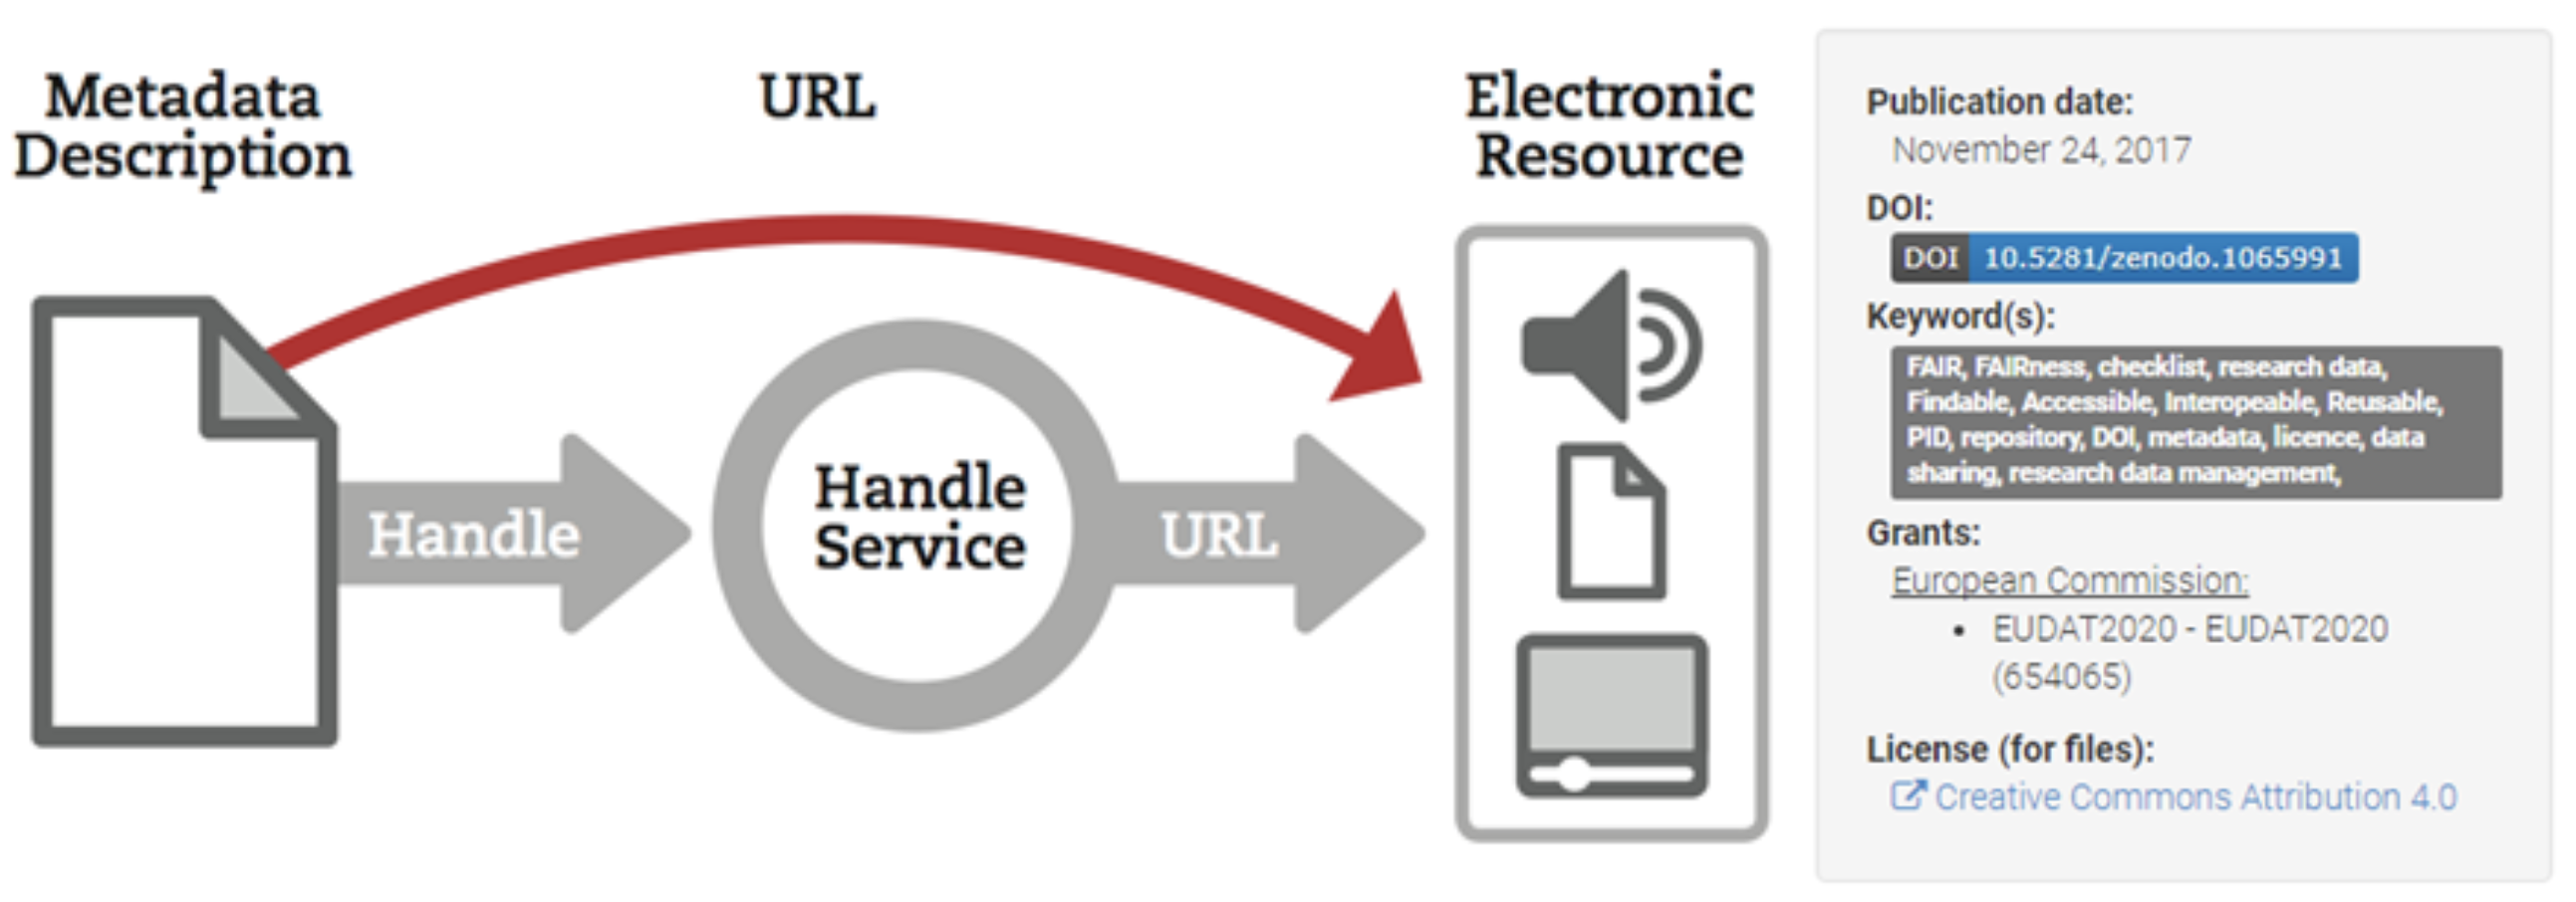 Metadata
Description
URL
Electronic
Resource
Handle
Handle
Service
URL
Publication date:
November 24, 2017
DOI:
DOI 10.5281/zenodo.1065991
Keyword(s):
FAIR, FAIRness, checklist, research data,
Findable, Accessible, Interopeable, Reusable,
PID, repository, DOI, metadata, licence, data
sharing, research data management,
Grants:
European Commission:
• EUDAT2020 - EUDAT2020
(654065)
License (for files):
Creative Commons Attribution 4.0